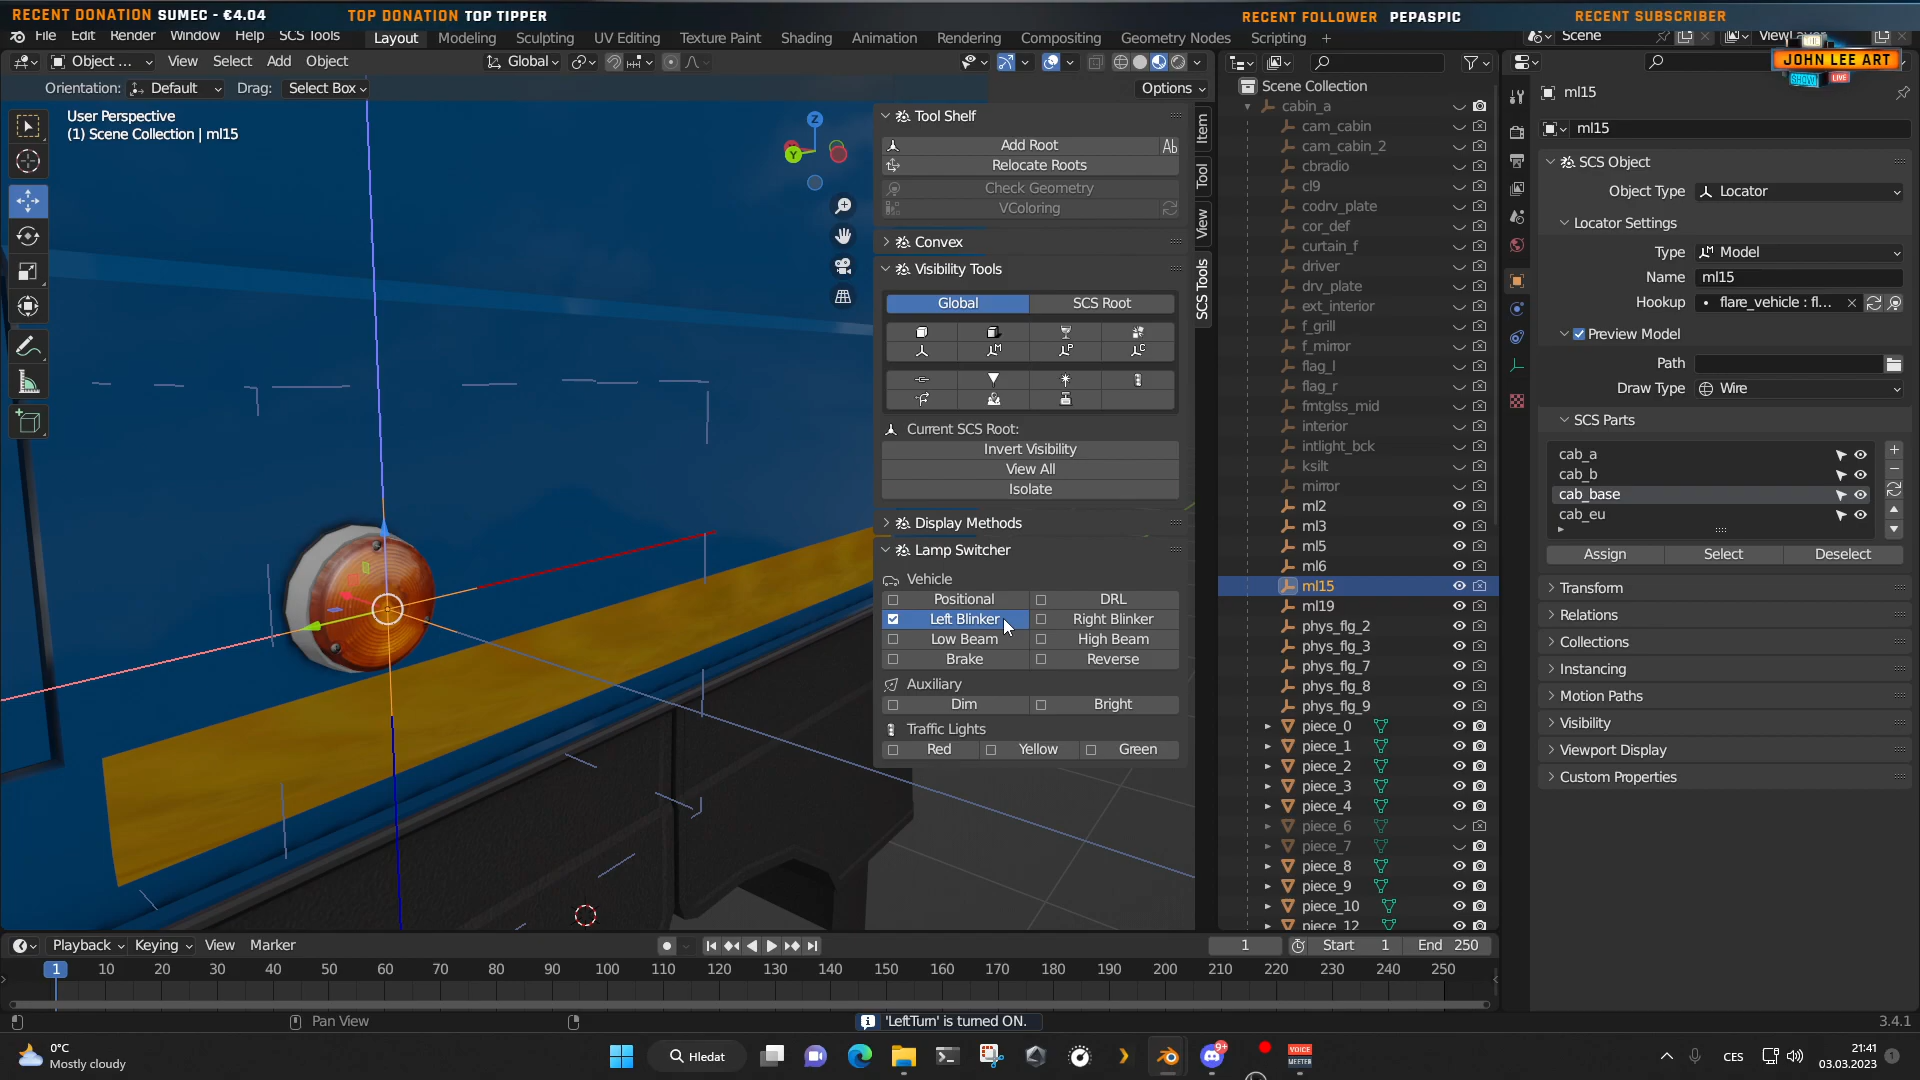 RECENT DONATION SUMEC - €4.04
TOP DONATION TOP TIPPER
RECENT FOLLOWER PEPASPIC
RECENT SUBSCRIBER
JOHN LEE ART
SHOW! LIVE
File Edit Render Window Help SCS Tools
Layout Modeling Sculpting UV Editing Texture Paint Shading Animation Rendering Compositing Geometry Nodes Scripting +
Scene
Object ...
View Select Add Object
Global
Orientation: Default Drag: Select Box
Options
User Perspective
(1) Scene Collection | ml15
Z
Y
Tool Shelf
Add Root
Relocate Roots
Check Geometry
VColoring
Convex
Visibility Tools
Global SCS Root
Current SCS Root:
Invert Visibility
View All
Isolate
Display Methods
Lamp Switcher
Vehicle
Positional DRL
Left Blinker Right Blinker
Low Beam High Beam
Brake Reverse
Auxiliary
Dim Bright
Traffic Lights
Red Yellow Green
Item
Tool
View
SCS Tools
Scene Collection
cabin_a
cam_cabin
cam_cabin_2
cbradio
cl9
codrv_plate
cor_def
curtain_f
driver
drv_plate
ext_interior
f_grill
f_mirror
flag_l
flag_r
frntglss_mid
interior
intlight_bck
ksilt
mirror
ml2
ml3
ml5
ml6
ml15
ml19
phys_flg_2
phys_flg_3
phys_flg_7
phys_flg_8
phys_flg_9
piece_0
piece_1
piece_2
piece_3
piece_4
piece_6
piece_7
piece_8
piece_9
piece_10
piece_12
ml15
ml15
SCS Object
Object Type Locator
Locator Settings
Type Model
Name ml15
Hookup flare_vehicle : fl...
Preview Model
Path
Draw Type Wire
SCS Parts
cab_a
cab_b
cab_base
cab_eu
Assign Select Deselect
Transform
Relations
Collections
Instancing
Motion Paths
Visibility
Viewport Display
Custom Properties
Playback Keying View Marker
1 Start 1 End 250
1 10 20 30 40 50 60 70 80 90 100 110 120 130 140 150 160 170 180 190 200 210 220 230 240 250
Pan View
'LeftTurn' is turned ON.
3.4.1
0°C
Mostly cloudy
Hledat
9+
VOICE
MEETER
CES
21:41
03.03.2023
1